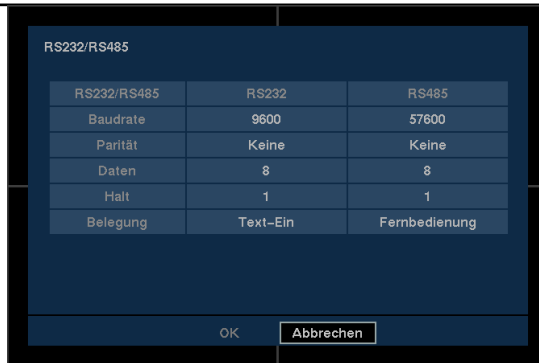 RS232/RS485
RS232/RS485 RS232 RS485
Baudrate 9600 57600
Parität Keine Keine
Daten 8 8
Halt 1 1
Belegung Text-Ein Fernbedienung
OK Abbrechen